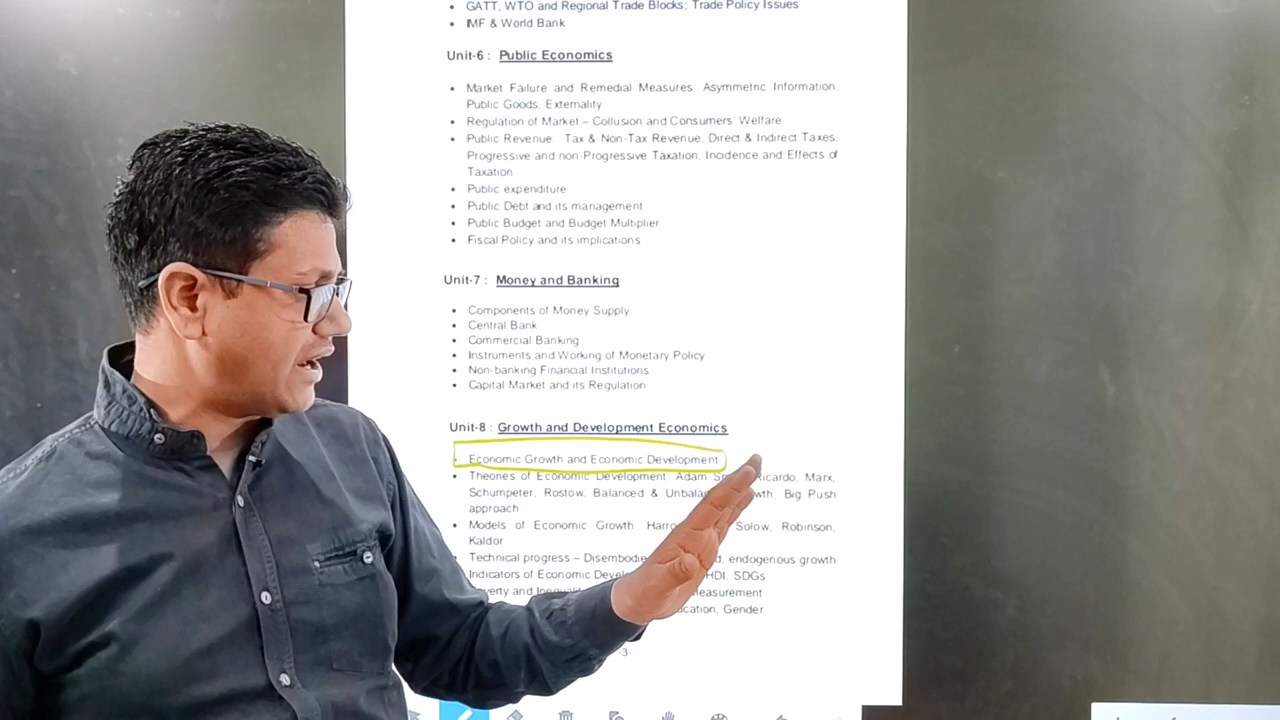 GATT, WTO and Regional Trade Blocks; Trade Policy Issues
IMF & World Bank
Unit-6 : Public Economics
Market Failure and Remedial Measures: Asymmetric Information,
Public Goods, Externality
Regulation of Market – Collusion and Consumers' Welfare
Public Revenue: Tax & Non-Tax Revenue, Direct & Indirect Taxes,
Progressive and non-Progressive Taxation, Incidence and Effects of
Taxation
Public expenditure
Public Debt and its management
Public Budget and Budget Multiplier
Fiscal Policy and its implications
Unit-7 : Money and Banking
Components of Money Supply
Central Bank
Commercial Banking
Instruments and Working of Monetary Policy
Non-banking Financial Institutions
Capital Market and its Regulation
Unit-8 : Growth and Development Economics
Economic Growth and Economic Development
Theories of Economic Development: Adam Ricardo, Marx,
Schumpeter, Rostow, Balanced & Big Push
approach
Models of Economic Growth: Solow, Robinson,
Kaldor
Technical progress – endogenous growth
Indicators of Economic HDI, SDGs
and
Gender
-3-